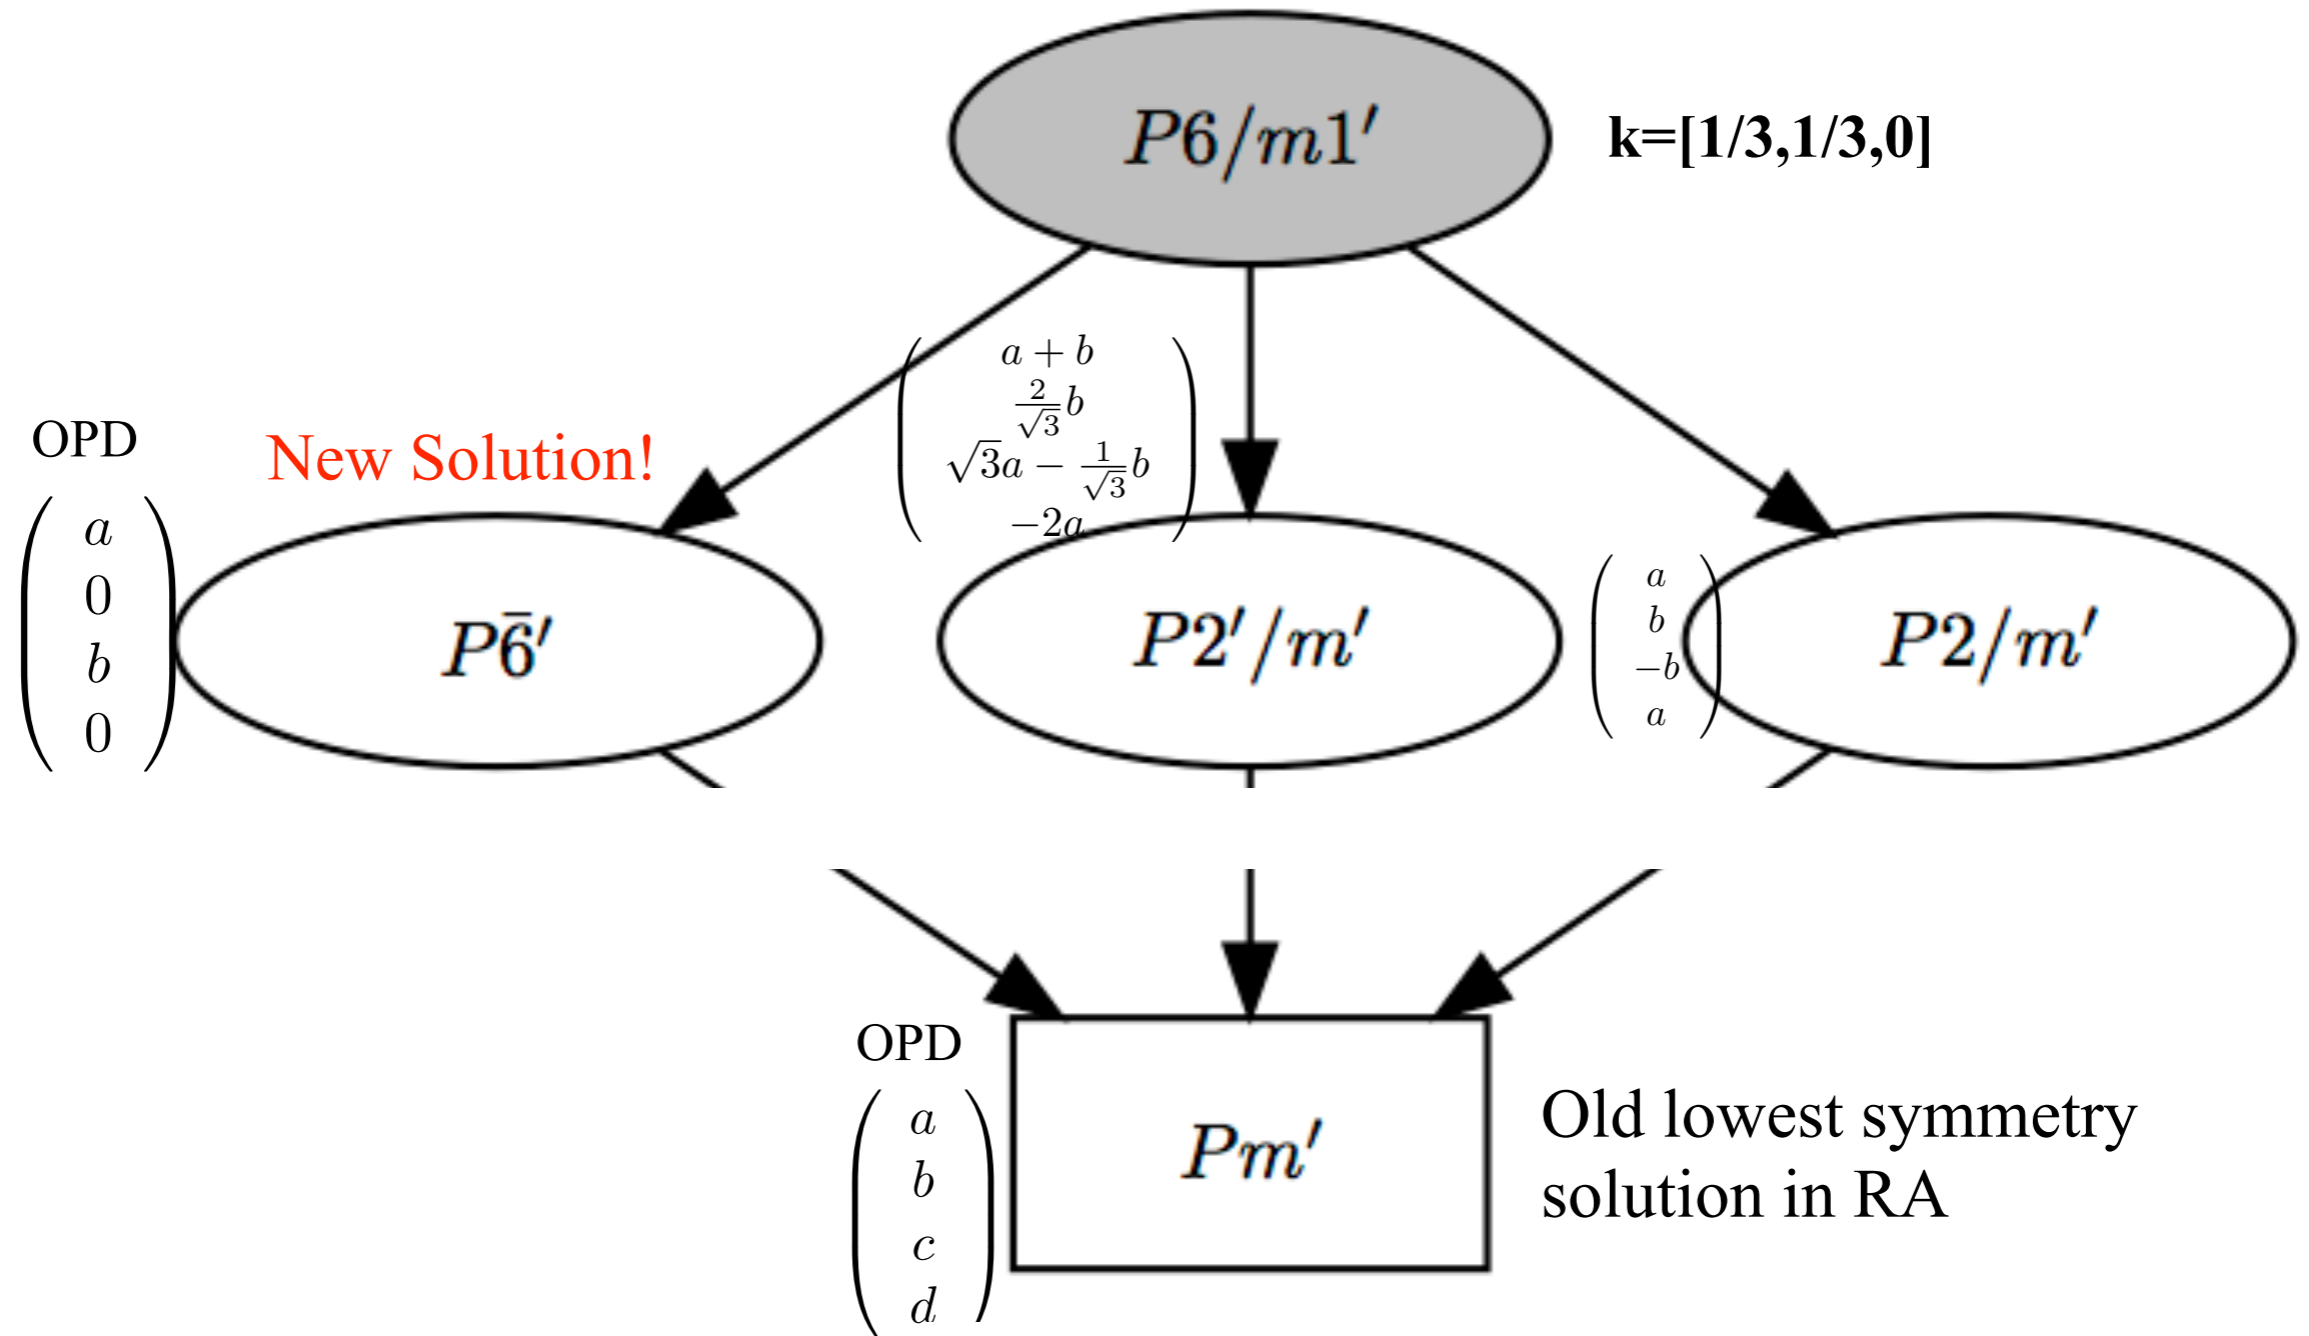 P6/m1′
k=[1/3,1/3,0]
OPD
New Solution!
a + b
2/√3 b
√3a − 1/√3 b
−2a
a
0
b
0
P6̄′
P2′/m′
a
b
−b
a
P2/m′
OPD
a
b
c
d
Pm′
Old lowest symmetry
solution in RA